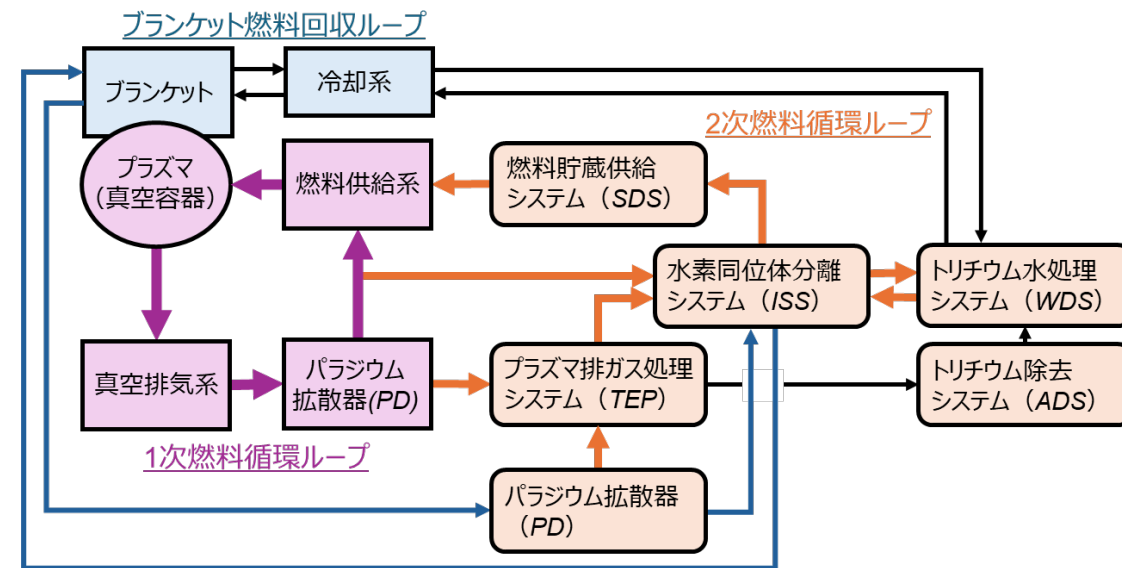 ブランケット燃料回収ループ
ブランケット
冷却系
2次燃料循環ループ
プラズマ
(真空容器)
燃料供給系
燃料貯蔵供給
システム（SDS）
水素同位体分離
システム（ISS）
トリチウム水処理
システム（WDS）
真空排気系
パラジウム
拡散器(PD)
プラズマ排ガス処理
システム（TEP）
トリチウム除去
システム（ADS）
1次燃料循環ループ
パラジウム拡散器
（PD）